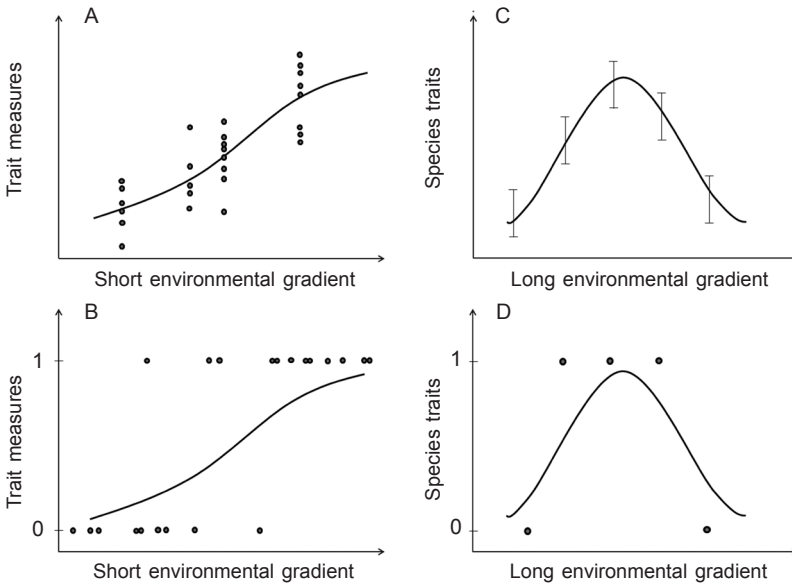 A
Trait measures
Short environmental gradient
C
Species traits
Long environmental gradient
B
1
0
Trait measures
Short environmental gradient
D
1
0
Species traits
Long environmental gradient